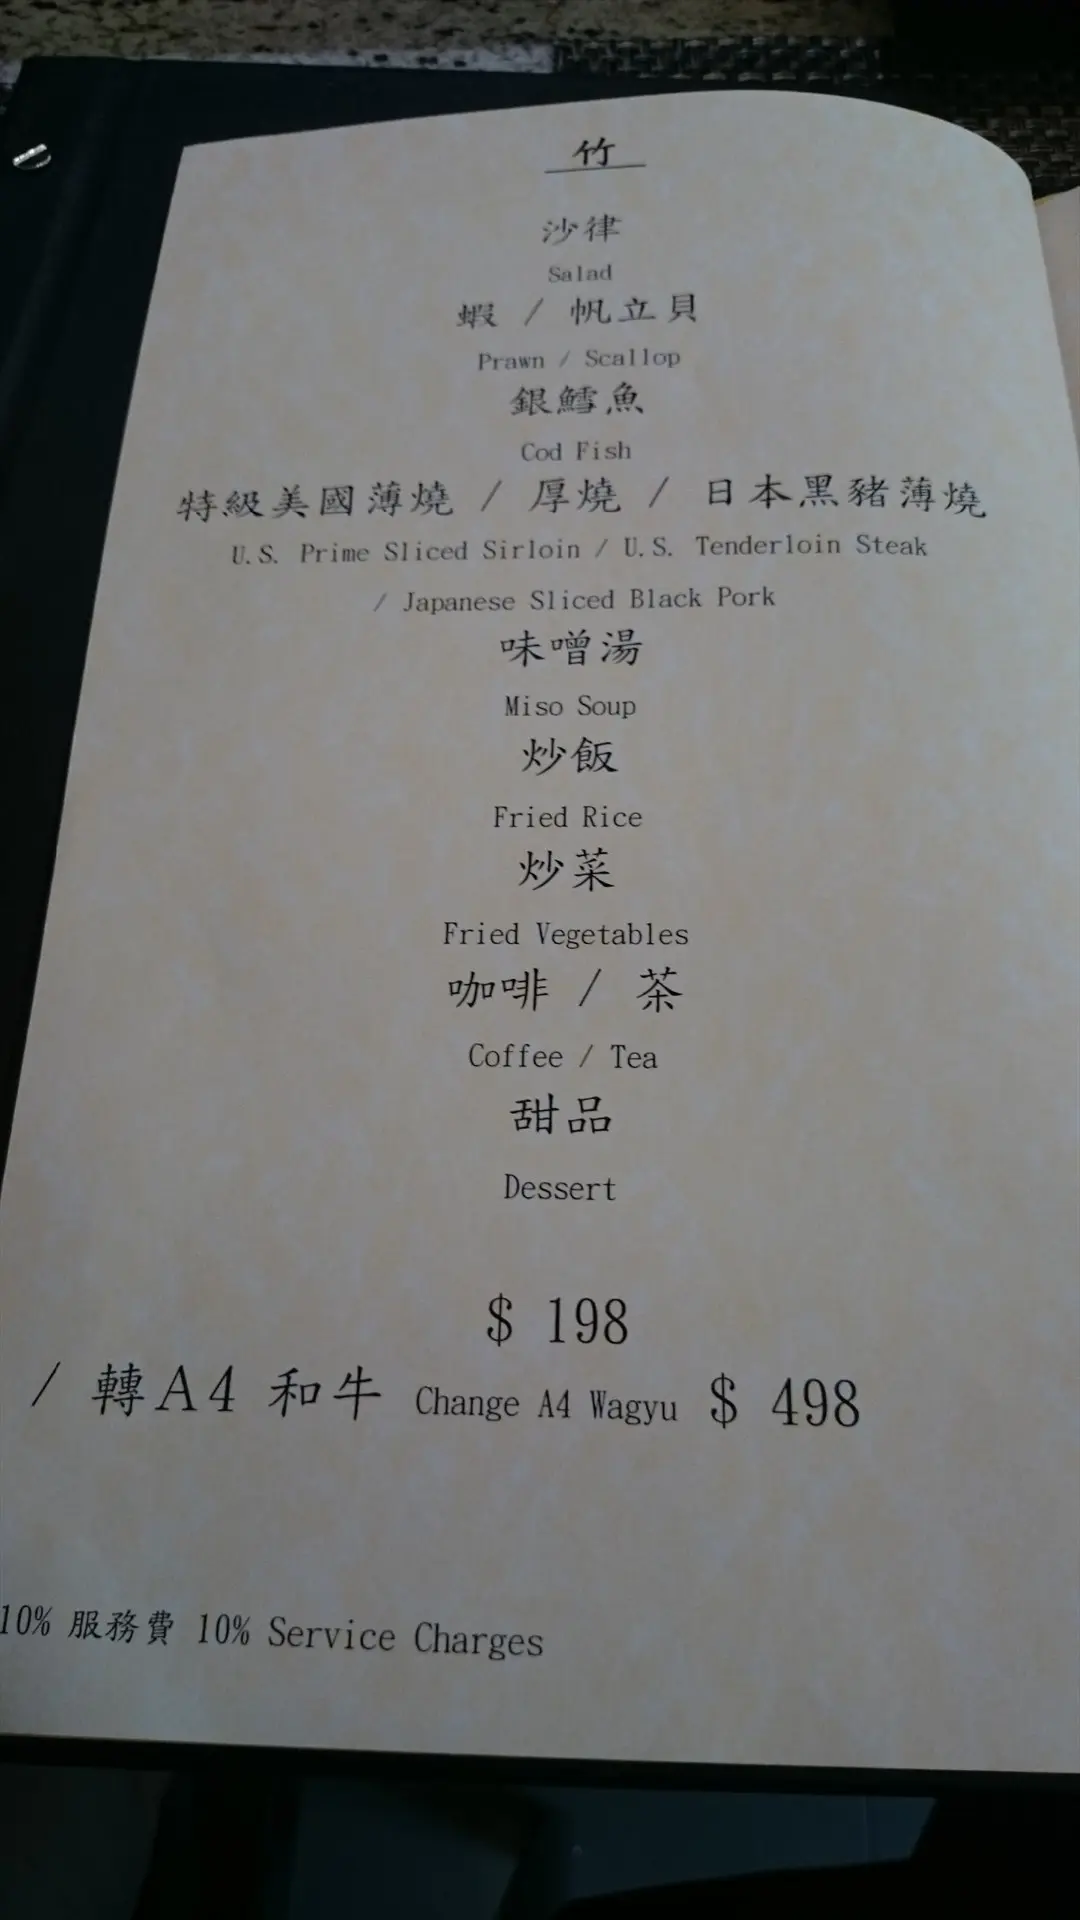 竹
沙律
Salad
蝦 / 帆立貝
Prawn / Scallop
銀鱈魚
Cod Fish
特級美國薄燒 / 厚燒 / 日本黑豬薄燒
U.S. Prime Sliced Sirloin / U.S. Tenderloin Steak
/ Japanese Sliced Black Pork
味噌湯
Miso Soup
炒飯
Fried Rice
炒菜
Fried Vegetables
咖啡 / 茶
Coffee / Tea
甜品
Dessert
$ 198
/ 轉A4 和牛 Change A4 Wagyu $ 498
10% 服務費 10% Service Charges